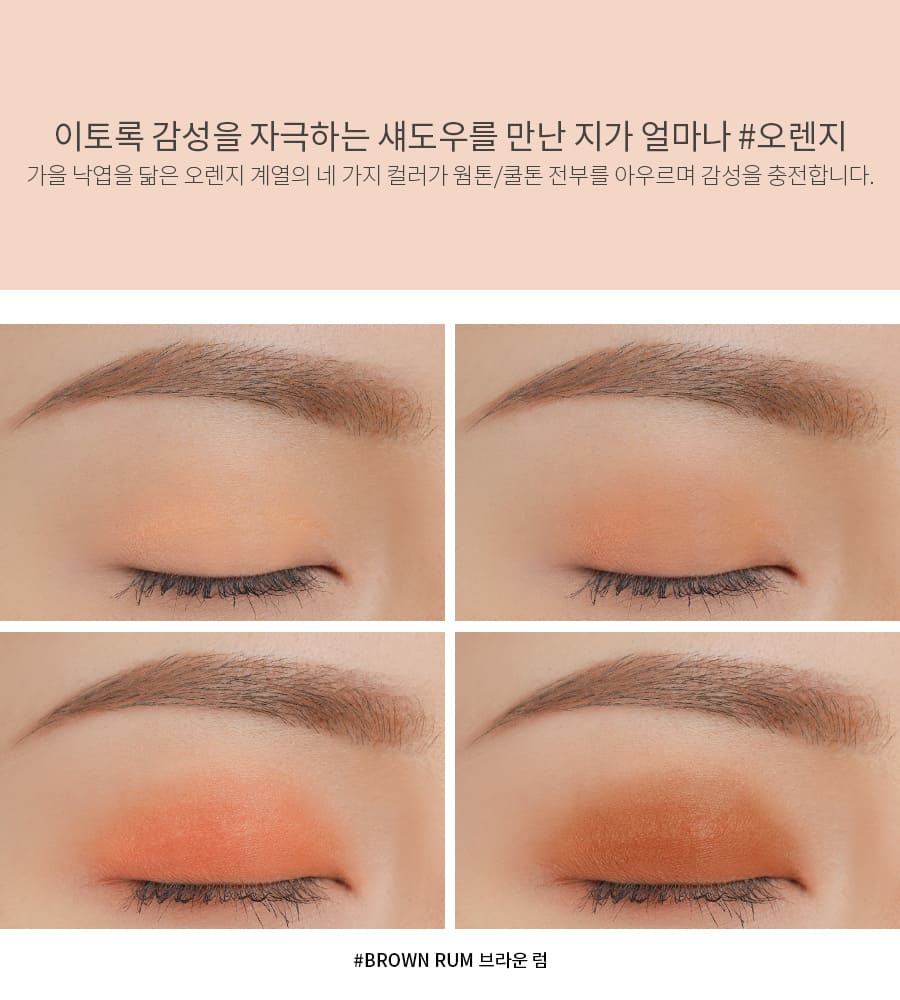 이토록 감성을 자극하는 섀도우를 만난 지가 얼마나 #오렌지
가을 낙엽을 닮은 오렌지 계열의 네 가지 컬러가 웜톤/쿨톤 전부를 아우르며 감성을 충전합니다.
#BROWN RUM 브라운 럼